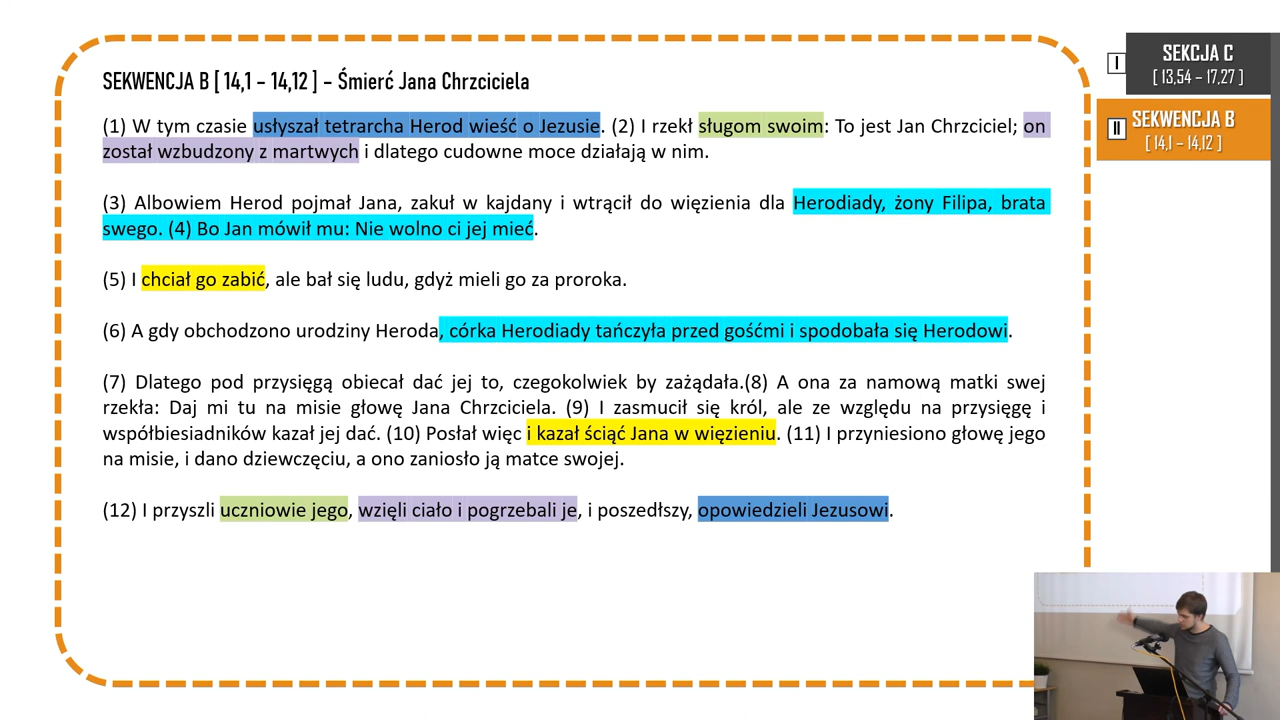 SEKWENCJA B [ 14,1 – 14,12 ] – Śmierć Jana Chrzciciela
(1) W tym czasie usłyszał tetrarcha Herod wieść o Jezusie. (2) I rzekł sługom swoim: To jest Jan Chrzciciel; on
został wzbudzony z martwych i dlatego cudowne moce działają w nim.
(3) Albowiem Herod pojmał Jana, zakuł w kajdany i wtrącił do więzienia dla Herodiady, żony Filipa, brata
swego. (4) Bo Jan mówił mu: Nie wolno ci jej mieć.
(5) I chciał go zabić, ale bał się ludu, gdyż mieli go za proroka.
(6) A gdy obchodzono urodziny Heroda, córka Herodiady tańczyła przed gośćmi i spodobała się Herodowi.
(7) Dlatego pod przysięgą obiecał dać jej to, czegokolwiek by zażądała.(8) A ona za namową matki swej
rzekła: Daj mi tu na misie głowę Jana Chrzciciela. (9) I zasmucił się król, ale ze względu na przysięgę i
współbiesiadników kazał jej dać. (10) Posłał więc i kazał ściąć Jana w więzieniu. (11) I przyniesiono głowę jego
na misie, i dano dziewczęciu, a ono zaniosło ją matce swojej.
(12) I przyszli uczniowie jego, wzięli ciało i pogrzebali je, i poszedłszy, opowiedzieli Jezusowi.
I
SEKCJA C
[ 13,54 – 17,27 ]
II
SEKWENCJA B
[ 14,1 – 14,12 ]